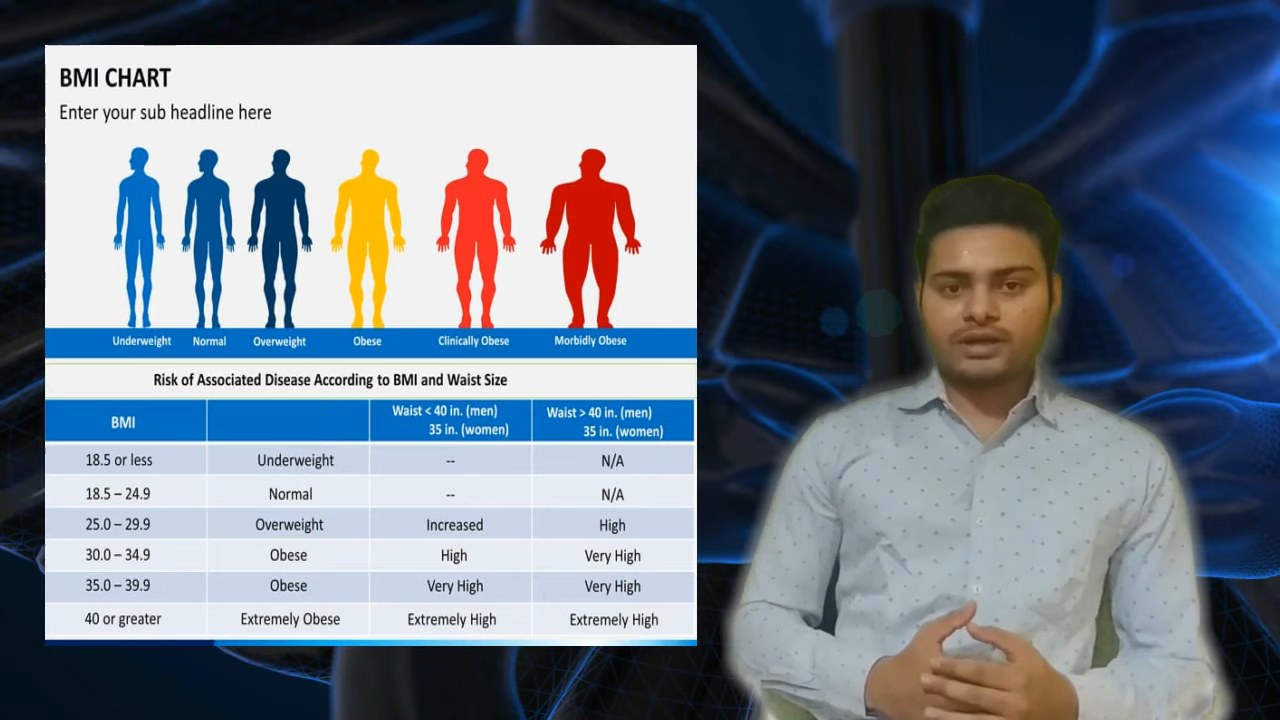 BMI CHART
Enter your sub headline here
Underweight Normal Overweight Obese Clinically Obese Morbidly Obese
Risk of Associated Disease According to BMI and Waist Size
BMI Waist < 40 in. (men) 35 in. (women) Waist > 40 in. (men) 35 in. (women)
18.5 or less Underweight -- N/A
18.5 – 24.9 Normal -- N/A
25.0 – 29.9 Overweight Increased High
30.0 – 34.9 Obese High Very High
35.0 – 39.9 Obese Very High Very High
40 or greater Extremely Obese Extremely High Extremely High